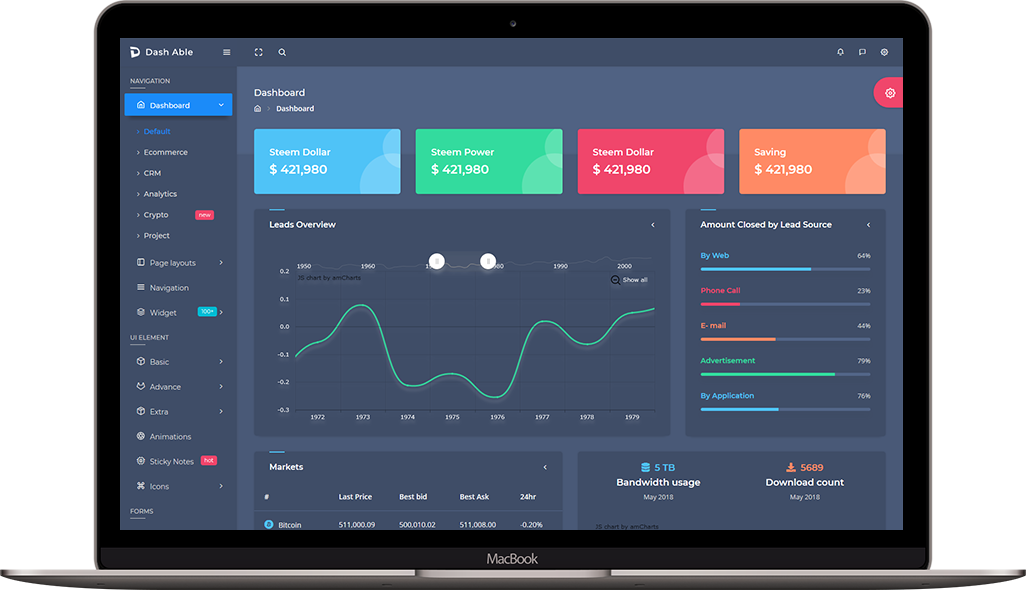 Dash Able
NAVIGATION
Dashboard
Default
Ecommerce
CRM
Analytics
Crypto new
Project
Page layouts
Navigation
Widget 100+
UI ELEMENT
Basic
Advance
Extra
Animations
Sticky Notes hot
Icons
FORMS
Dashboard
Dashboard
Steem Dollar
$ 421,980
Steem Power
$ 421,980
Steem Dollar
$ 421,980
Saving
$ 421,980
Leads Overview
1950 1960 1980 1990 2000
JS chart by amCharts
Show all
0.2
0.1
0.0
-0.1
-0.2
-0.3
1972 1973 1974 1975 1976 1977 1978 1979
Amount Closed by Lead Source
By Web 64%
Phone Call 23%
E- mail 44%
Advertisement 79%
By Application 76%
Markets
# Last Price Best bid Best Ask 24hr
Bitcoin 511,000.09 500,010.02 511,008.00 -0.20%
5 TB
Bandwidth usage
May 2018
5689
Download count
May 2018
JS chart by amCharts
MacBook